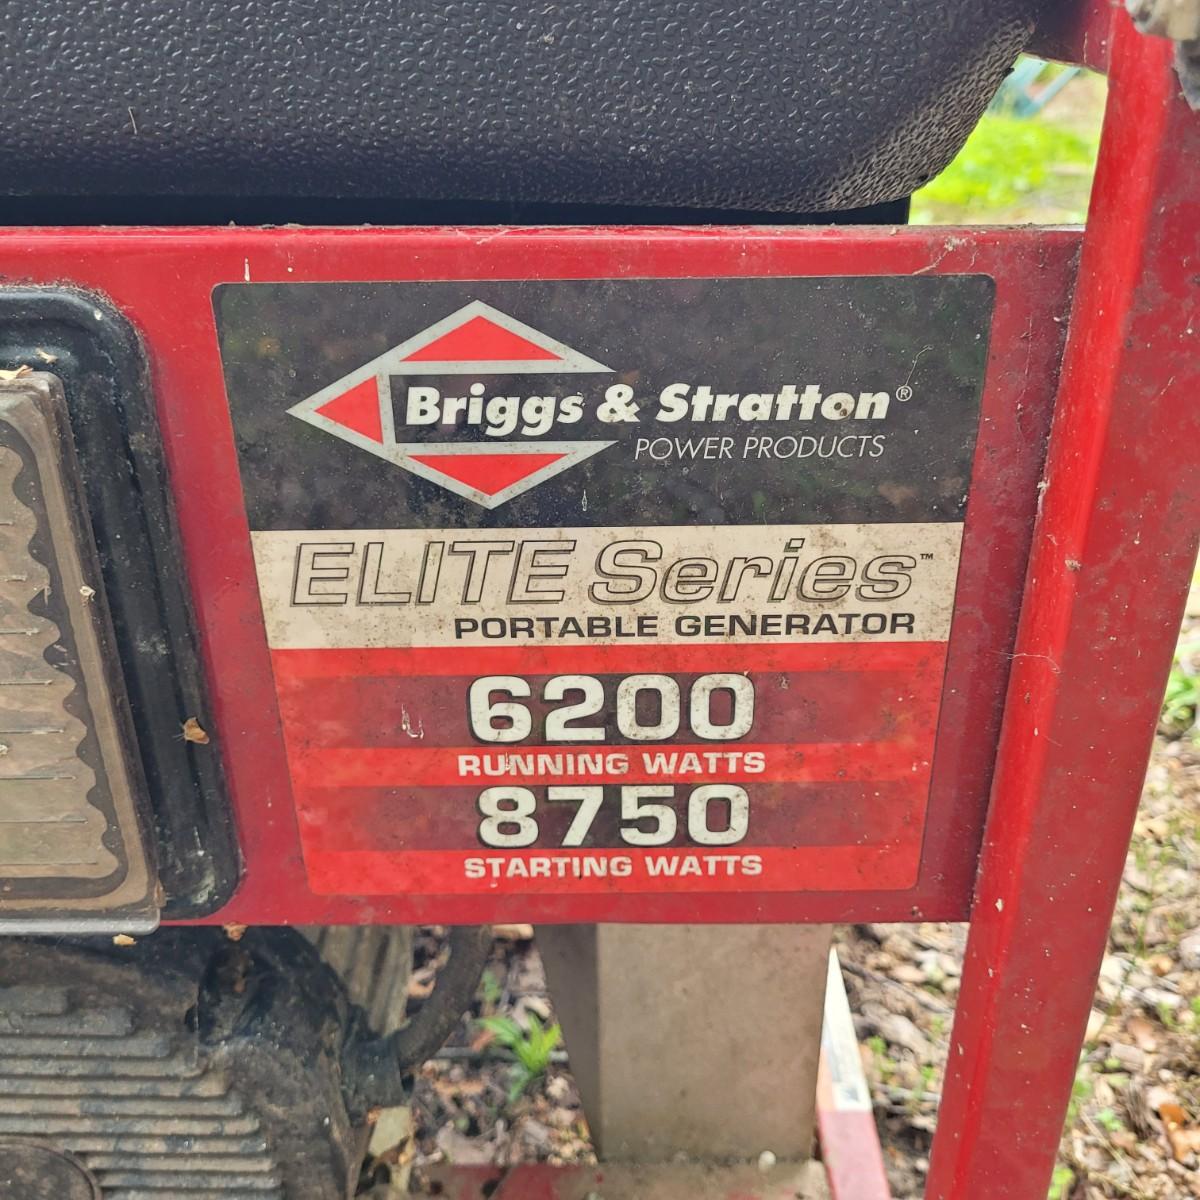 Briggs & Stratton®
POWER PRODUCTS
ELITE Series™
PORTABLE GENERATOR
6200
RUNNING WATTS
8750
STARTING WATTS